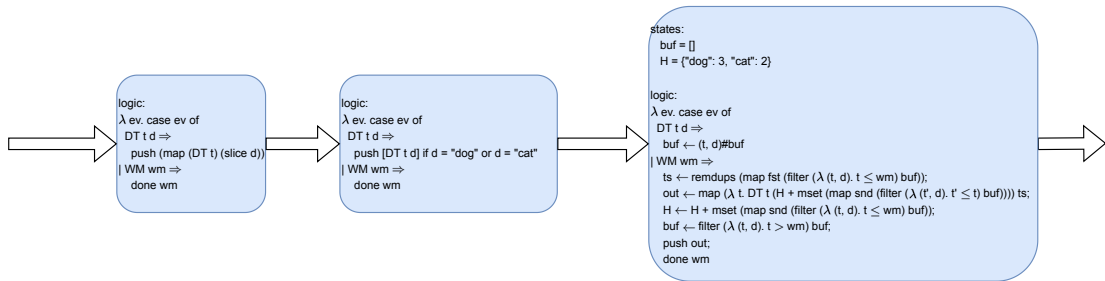 logic:
λ ev. case ev of
DT t d ⇒
push (map (DT t) (slice d))
| WM wm ⇒
done wm
logic:
λ ev. case ev of
DT t d ⇒
push [DT t d] if d = "dog" or d = "cat"
| WM wm ⇒
done wm
states:
buf = []
H = {"dog": 3, "cat": 2}
logic:
λ ev. case ev of
DT t d ⇒
buf ← (t, d)#buf
| WM wm ⇒
ts ← remdups (map fst (filter (λ (t, d). t ≤ wm) buf));
out ← map (λ t. DT t (H + mset (map snd (filter (λ (t', d). t' ≤ t) buf)))) ts;
H ← H + mset (map snd (filter (λ (t, d). t ≤ wm) buf));
buf ← filter (λ (t, d). t > wm) buf;
push out;
done wm